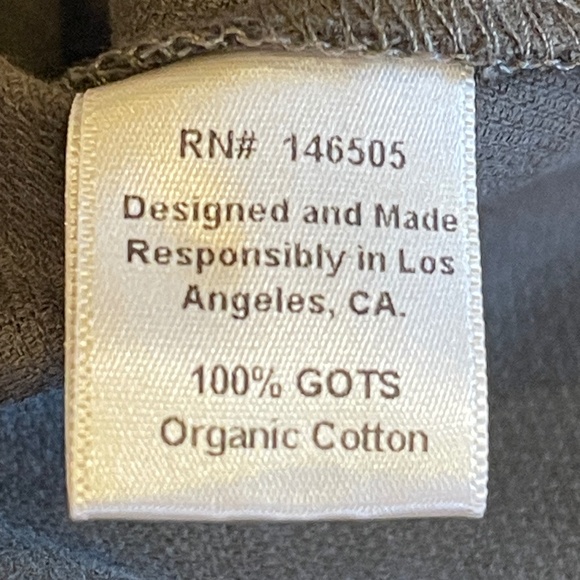 RN# 146505
Designed and Made
Responsibly in Los
Angeles, CA.
100% GOTS
Organic Cotton